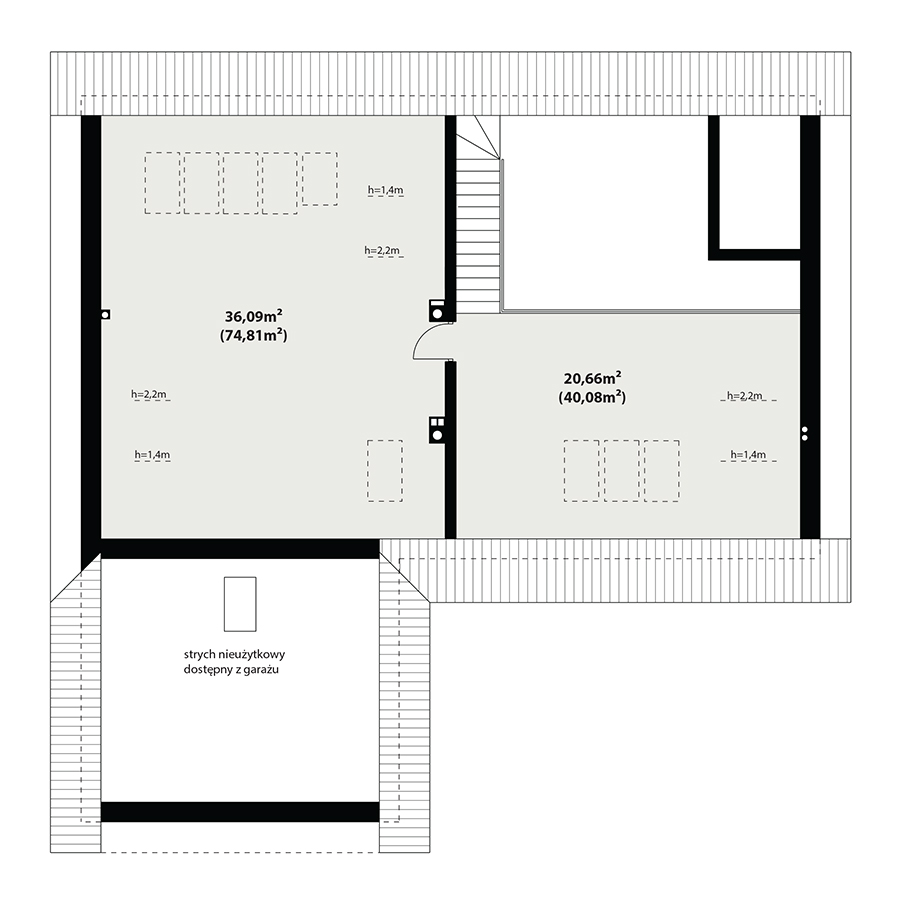 h=1,4m
h=2,2m
36,09m²
(74,81m²)
20,66m²
(40,08m²)
h=2,2m
h=2,2m
h=1,4m
h=1,4m
strych nieużytkowy
dostępny z garażu